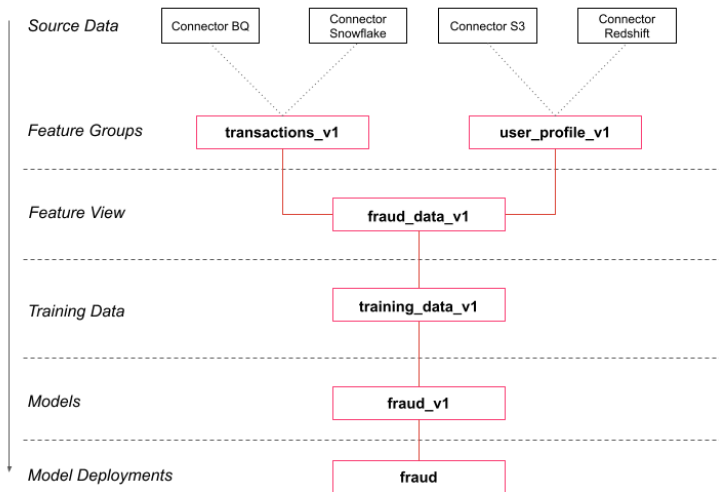 Source Data
Connector BQ
Connector
Snowflake
Connector S3
Connector
Redshift
Feature Groups
transactions_v1
user_profile_v1
Feature View
fraud_data_v1
Training Data
training_data_v1
Models
fraud_v1
Model Deployments
fraud